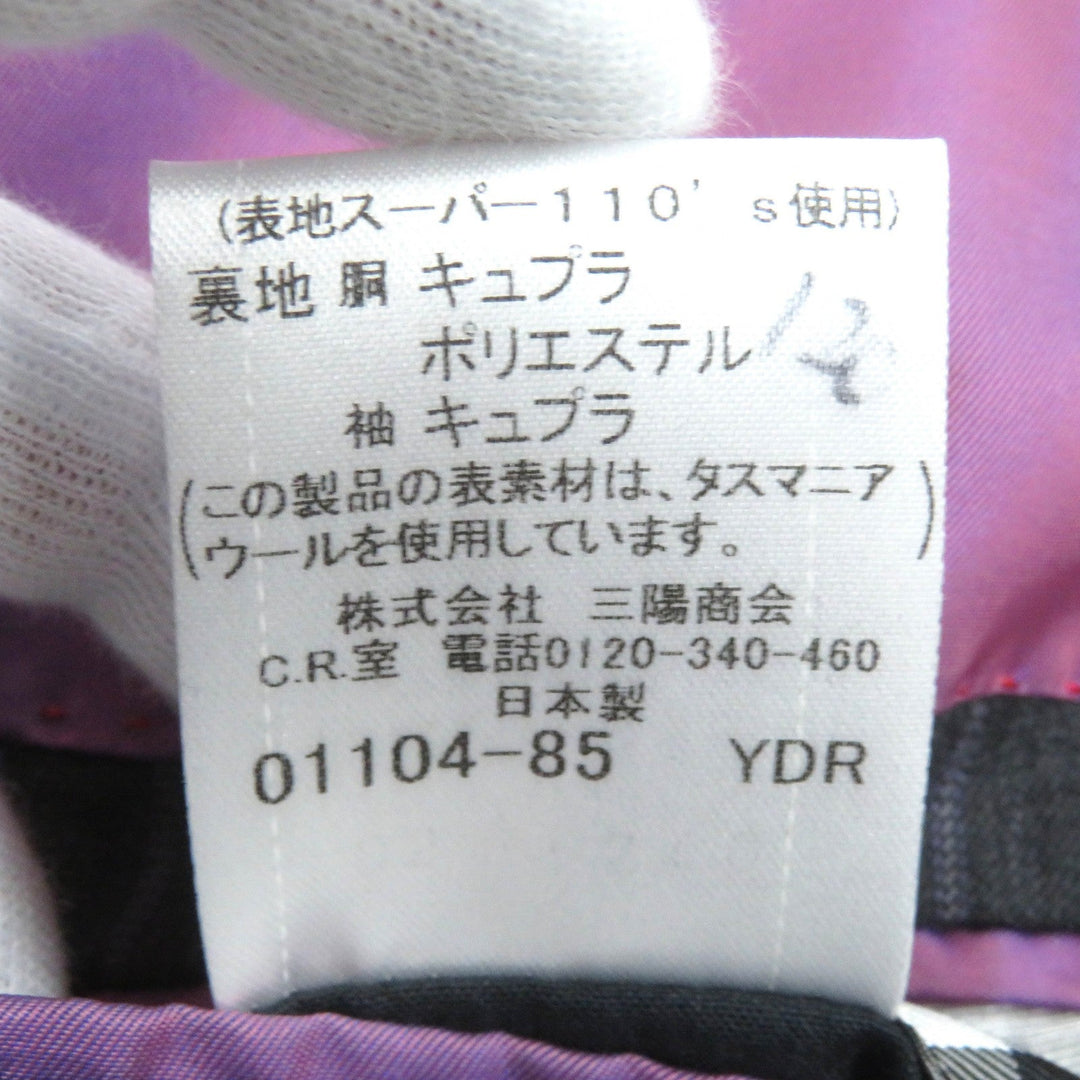 (表地スーパー110's使用)
裏地 胴 キュプラ
ポリエステル
袖 キュプラ
(この製品の表素材は、タスマニア
ウールを使用しています。)
株式会社 三陽商会
C.R.室 電話0120-340-460
日本製
01104-85 YDR